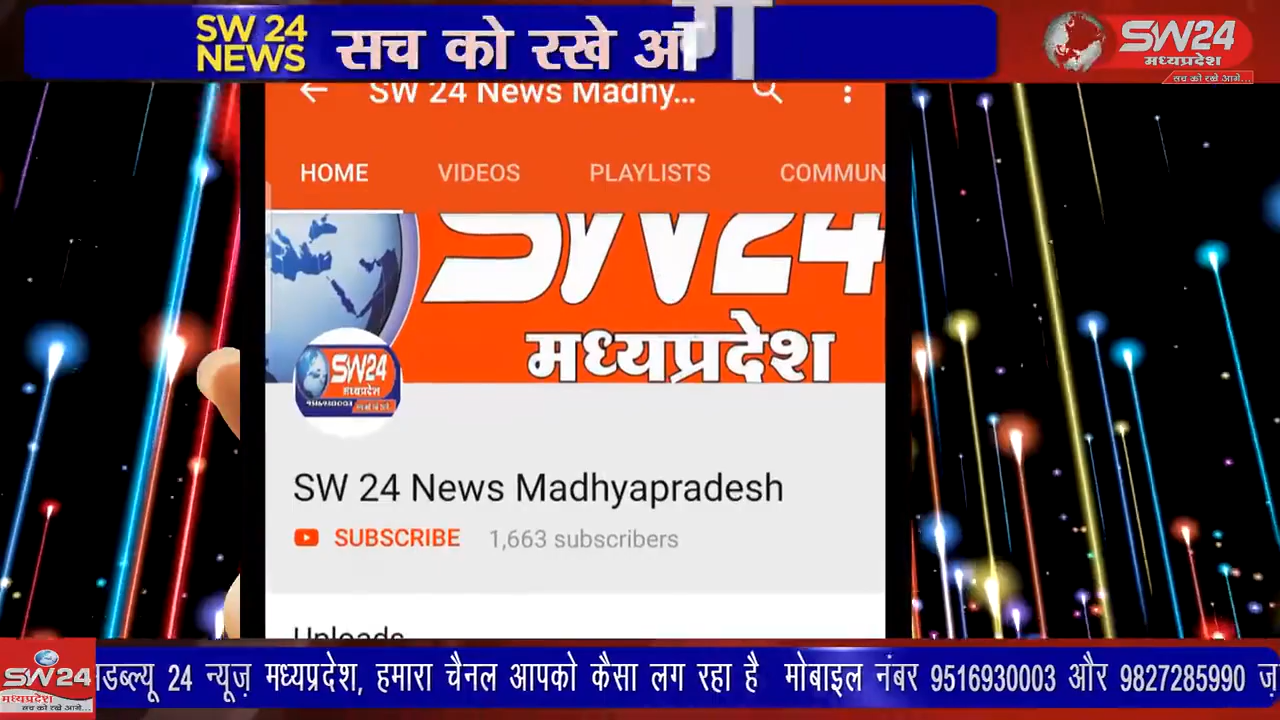 SW 24
NEWS
सच को रखे आ
SW24
मध्यप्रदेश
सच को रखे आगे...
SW 24 News Madhy...
HOME VIDEOS PLAYLISTS COMMUN
SW24
मध्यप्रदेश
SW24
मध्यप्रदेश
9516930003
SW 24 News Madhyapradesh
SUBSCRIBE 1,663 subscribers
Uploads
SW24
मध्यप्रदेश
सच को रखे आगे...
24 न्यूज़ मध्यप्रदेश, हमारा चैनल आपको कैसा लग रहा है मोबाइल नंबर 9516930003 और 9827285990